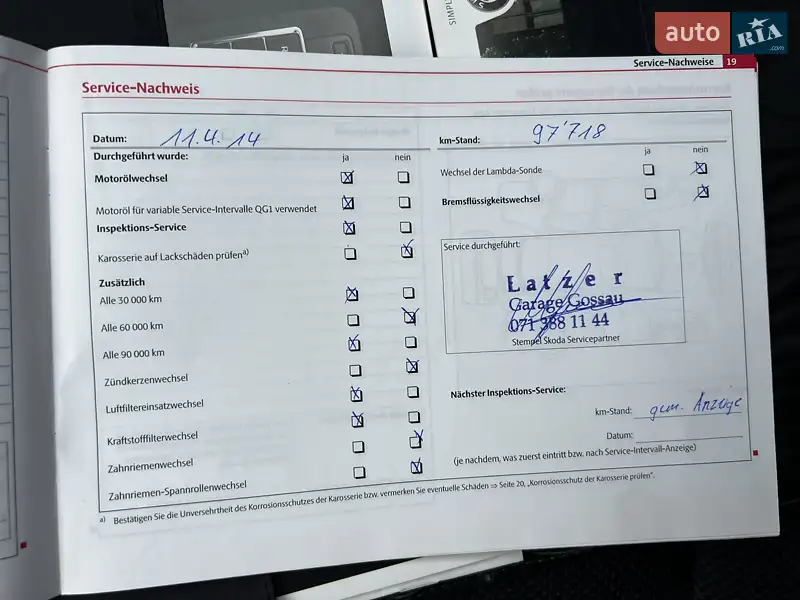 SIMPL
auto RIA .com
Service-Nachweise 19
Service-Nachweis
Datum: 11.4.14
km-Stand: 97'718
Durchgeführt wurde: ja nein
ja nein
Motorölwechsel
Wechsel der Lambda-Sonde
Motoröl für variable Service-Intervalle QG1 verwendet
Bremsflüssigkeitswechsel
Inspektions-Service
Karosserie auf Lackschäden prüfen a)
Service durchgeführt:
Zusätzlich
Latzer
Alle 30 000 km
Garage Gossau
Alle 60 000 km
071 388 11 44
Stempel Skoda Servicepartner
Alle 90 000 km
Zündkerzenwechsel
Nächster Inspektions-Service:
Luftfiltereinsatzwechsel
km-Stand: gem. Anzeige
Kraftstofffilterwechsel
Datum:
Zahnriemenwechsel
(je nachdem, was zuerst eintritt bzw. nach Service-Intervall-Anzeige)
Zahnriemen-Spannrollenwechsel
a) Bestätigen Sie die Unversehrtheit des Korrosionsschutzes der Karosserie bzw. vermerken Sie eventuelle Schäden ⇒ Seite 20, „Korrosionsschutz der Karosserie prüfen".